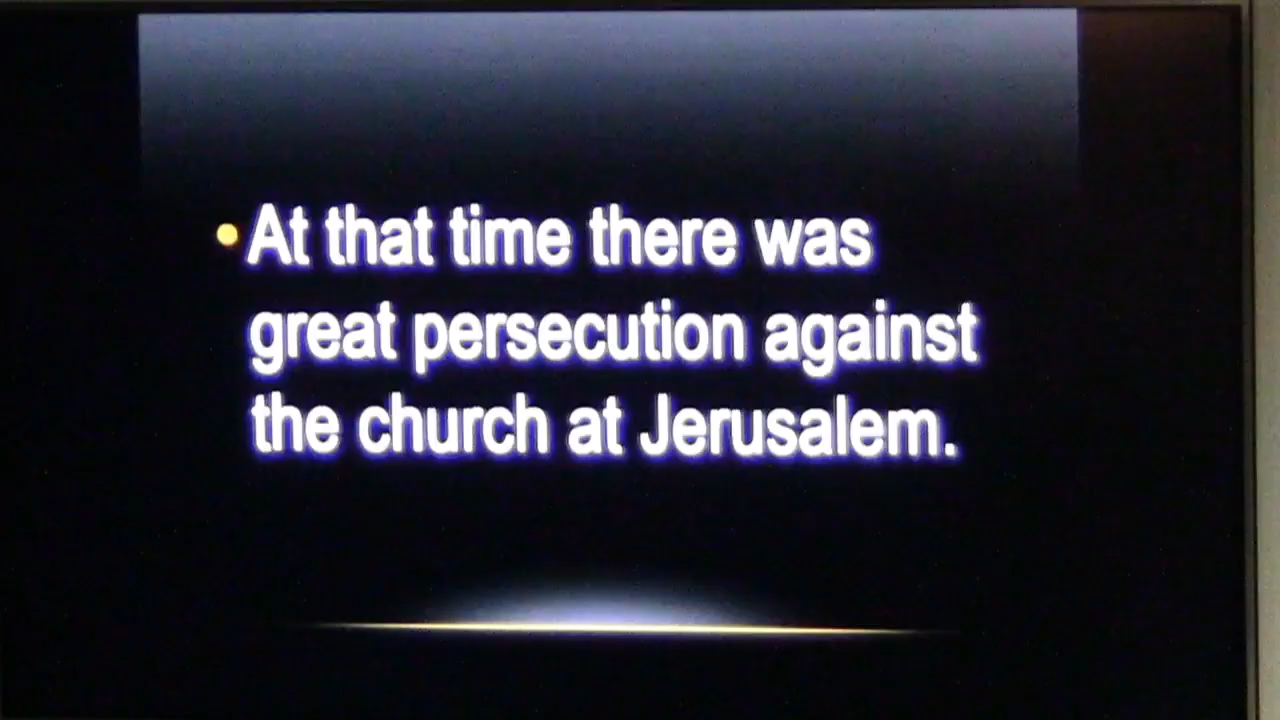 • At that time there was
great persecution against
the church at Jerusalem.